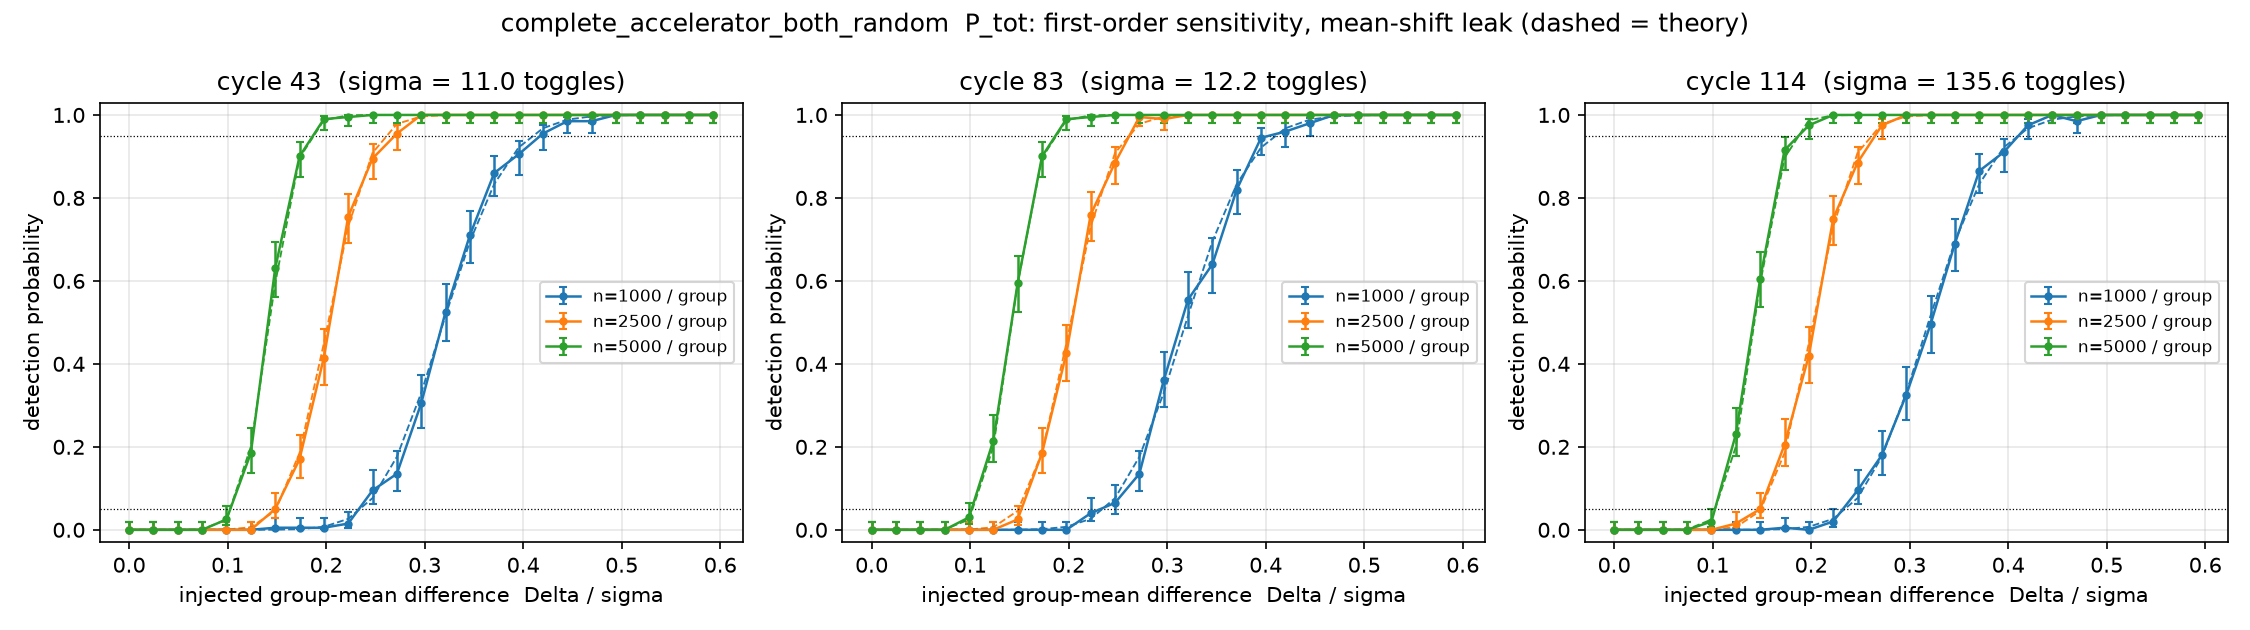 complete_accelerator_both_random  P_tot: first-order sensitivity, mean-shift leak (dashed = theory)
cycle 43  (sigma = 11.0 toggles)
detection probability
1.0
0.8
0.6
0.4
0.2
0.0
0.0 0.1 0.2 0.3 0.4 0.5 0.6
injected group-mean difference  Delta / sigma
n=1000 / group
n=2500 / group
n=5000 / group
cycle 83  (sigma = 12.2 toggles)
detection probability
1.0
0.8
0.6
0.4
0.2
0.0
0.0 0.1 0.2 0.3 0.4 0.5 0.6
injected group-mean difference  Delta / sigma
n=1000 / group
n=2500 / group
n=5000 / group
cycle 114  (sigma = 135.6 toggles)
detection probability
1.0
0.8
0.6
0.4
0.2
0.0
0.0 0.1 0.2 0.3 0.4 0.5 0.6
injected group-mean difference  Delta / sigma
n=1000 / group
n=2500 / group
n=5000 / group